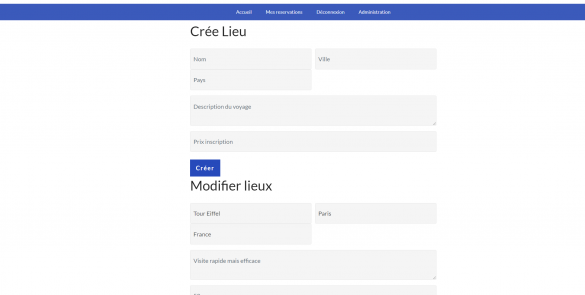 Accueil Mes reservations Déconnexion Administration
Crée Lieu
Nom Ville
Pays
Description du voyage
Prix inscription
Créer
Modifier lieux
Tour Eiffel Paris
France
Visite rapide mais efficace